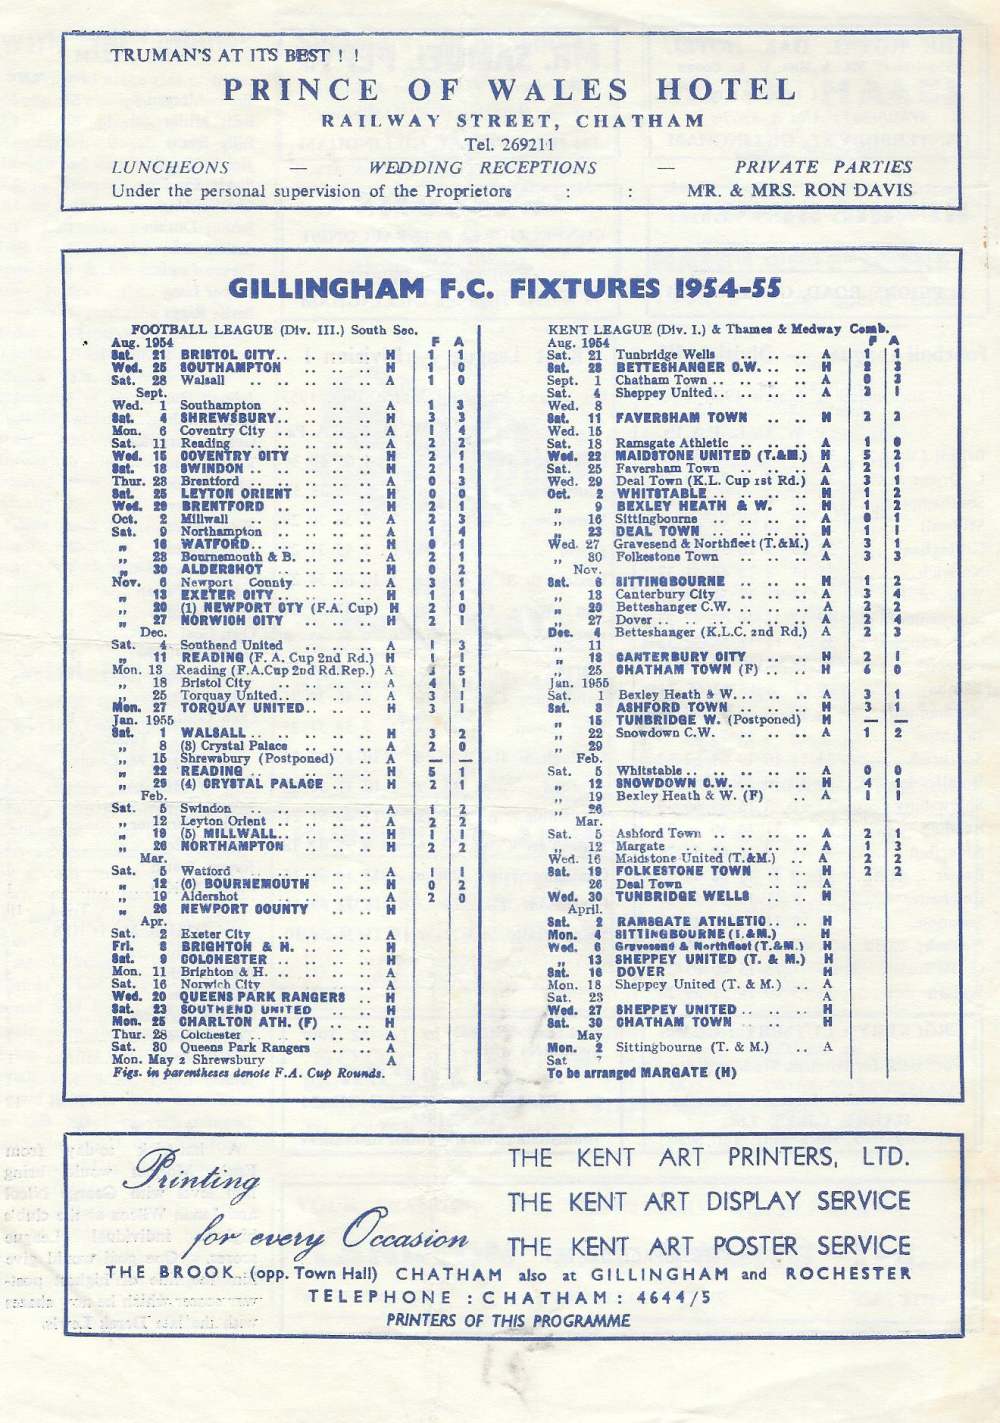 TRUMAN'S AT ITS BEST ! !
PRINCE OF WALES HOTEL
RAILWAY STREET, CHATHAM
Tel. 269211
LUNCHEONS — WEDDING RECEPTIONS — PRIVATE PARTIES
Under the personal supervision of the Proprietors : : MR. & MRS. RON DAVIS
GILLINGHAM F.C. FIXTURES 1954-55
FOOTBALL LEAGUE (Div. III.) South Sec.
Aug. 1954 F A
Sat. 21 BRISTOL CITY .. .. H 1 1
Wed. 25 SOUTHAMPTON .. .. H 1 0
Sat. 28 Walsall .. .. .. .. A 1 0
Sept.
Wed. 1 Southampton .. .. .. A 1 3
Sat. 4 SHREWSBURY .. .. .. H 3 3
Mon. 6 Coventry City .. .. .. A 1 4
Sat. 11 Reading .. .. .. .. A 2 2
Wed. 15 COVENTRY CITY .. .. H 2 1
Sat. 18 SWINDON .. .. .. .. H 2 1
Thur. 23 Brentford .. .. .. .. A 0 3
Sat. 25 LEYTON ORIENT .. .. H 0 0
Wed. 29 BRENTFORD .. .. .. H 2 1
Oct. 2 Millwall .. .. .. .. A 2 3
Sat. 9 Northampton .. .. .. A 1 4
„ 16 WATFORD .. .. .. .. H 0 1
„ 23 Bournemouth & B. .. .. A 2 1
„ 30 ALDERSHOT .. .. .. H 0 2
Nov. 6 Newport County .. .. A 3 1
„ 13 EXETER CITY .. .. .. H 1 1
„ 20 (1) NEWPORT CTY (F.A. Cup) H 2 0
„ 27 NORWICH CITY .. .. H 2 1
Dec.
Sat. 4 Southend United .. .. A 1 3
„ 11 READING (F. A. Cup 2nd Rd.) H 1 1
Mon. 13 Reading (F.A.Cup 2nd Rd.Rep.) A 5
„ 18 Bristol City .. .. .. A 4 1
„ 25 Torquay United .. .. .. A 3 1
Mon. 27 TORQUAY UNITED .. .. H 3 1
Jan. 1955
Sat. 1 WALSALL .. .. .. .. H 3 2
„ 8 (3) Crystal Palace .. .. A 2 0
„ 15 Shrewsbury (Postponed) A — —
„ 22 READING .. .. .. .. H 5 1
„ 29 (4) CRYSTAL PALACE .. H 2 1
Feb.
Sat. 5 Swindon .. .. .. .. A 1 2
„ 12 Leyton Orient .. .. .. A 2 2
„ 19 (5) MILLWALL .. .. .. H 1 1
„ 26 NORTHAMPTON .. .. H 2 2
Mar.
Sat. 5 Watford .. .. .. .. A 1 1
„ 12 (6) BOURNEMOUTH .. .. H 0 2
„ 19 Aldershot .. .. .. .. A 2 0
„ 26 NEWPORT COUNTY .. .. H
Apr.
Sat. 2 Exeter City .. .. .. A
Fri. 8 BRIGHTON & H. .. .. .. H
Sat. 9 COLCHESTER .. .. .. H
Mon. 11 Brighton & H. .. .. .. A
Sat. 16 Norwich City .. .. .. A
Wed. 20 QUEENS PARK RANGERS .. H
Sat. 23 SOUTHEND UNITED .. .. H
Mon. 25 CHARLTON ATH. (F) .. .. H
Thur. 28 Colchester .. .. .. .. A
Sat. 30 Queens Park Rangers .. .. A
Mon. May 2 Shrewsbury A
Figs. in parentheses denote F.A. Cup Rounds.
KENT LEAGUE (Div. I.) & Thames & Medway Comb.
Aug. 1954 F A
Sat. 21 Tunbridge Wells .. .. .. A 2 3
Sat. 28 BETTESHANGER C.W. .. .. H 2 3
Sept. 1 Chatham Town .. .. .. A 0 3
Sat. 4 Sheppey United .. .. .. A 2 1
Wed. 8
Sat. 11 FAVERSHAM TOWN .. .. H 2 2
Wed. 15
Sat. 18 Ramsgate Athletic .. .. .. A 1 0
Wed. 22 MAIDSTONE UNITED (T.&M.) H 5 2
Sat. 25 Faversham Town .. .. .. A 2 1
Wed. 29 Deal Town (K.L. Cup 1st Rd.) A 3 1
Oct. 2 WHITSTABLE .. .. .. .. H 1 2
„ 9 BEXLEY HEATH & W. .. .. H 1 2
„ 16 Sittingbourne .. .. .. A 0 1
„ 23 DEAL TOWN .. .. .. .. H 1 1
Wed. 27 Gravesend & Northfleet (T.&M.) A 3 1
„ 30 Folkestone Town .. .. .. A 3 3
Nov.
Sat. 6 SITTINGBOURNE .. .. .. H 1 2
„ 13 Canterbury City .. .. .. A 3 4
„ 20 Betteshanger C.W. .. .. .. A 2 2
„ 27 Dover .. .. .. .. .. A 2 4
Dec. 4 Betteshanger (K.L.C. 2nd Rd.) A 2 3
„ 11
„ 18 CANTERBURY CITY .. .. H 2 1
„ 25 CHATHAM TOWN (F) .. .. H 6 0
Jan. 1955
Sat. 1 Bexley Heath & W. .. .. .. A 3 1
Sat. 8 ASHFORD TOWN .. .. .. H 3 1
„ 15 TUNBRIDGE W. (Postponed) H — —
„ 22 Snowdown C.W. .. .. A 1 2
„ 29
Feb.
Sat. 5 Whitstable .. .. .. .. A 0 0
„ 12 SNOWDOWN C.W. .. .. .. H 4 1
„ 19 Bexley Heath & W. (F) .. A 1 1
„ 26
Mar.
Sat. 5 Ashford Town .. .. .. A 2 1
„ 12 Margate .. .. .. .. A 1 3
Wed. 16 Maidstone United (T.&M.) .. A 2 2
Sat. 19 FOLKESTONE TOWN .. .. H 2 2
26 Deal Town .. .. A
Wed. 30 TUNBRIDGE WELLS .. .. H
April.
Sat. 2 RAMSGATE ATHLETIC .. .. H
Mon. 4 SITTINGBOURNE (T.&M.) H
Wed. 6 Gravesend & Northfleet (T.&M.) H
„ 13 SHEPPEY UNITED (T. & M.) H
Sat. 16 DOVER H
Mon. 18 Sheppey United (T. & M.) .. A
Sat. 23 A
Wed. 27 SHEPPEY UNITED .. .. .. H
Sat. 30 CHATHAM TOWN H
May
Mon. 2 Sittingbourne (T. & M.) .. A
Sat 7
To be arranged MARGATE (H)
Printing
for every Occasion
THE KENT ART PRINTERS, LTD.
THE KENT ART DISPLAY SERVICE
THE KENT ART POSTER SERVICE
THE BROOK (opp. Town Hall) CHATHAM also at GILLINGHAM and ROCHESTER
TELEPHONE : CHATHAM : 4644/5
PRINTERS OF THIS PROGRAMME